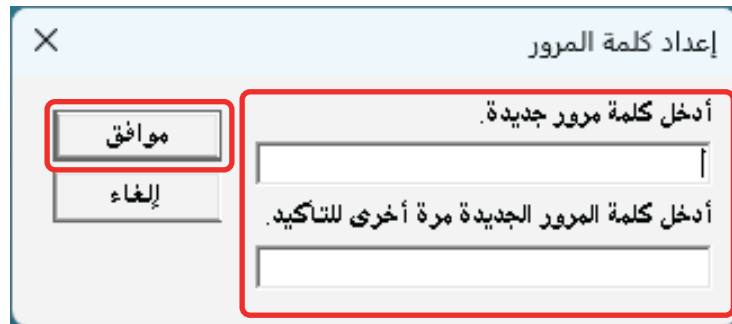 إعداد كلمة المرور
أدخل كلمة مرور جديدة.
أدخل كلمة المرور الجديدة مرة أخرى للتأكيد.
موافق
إلغاء